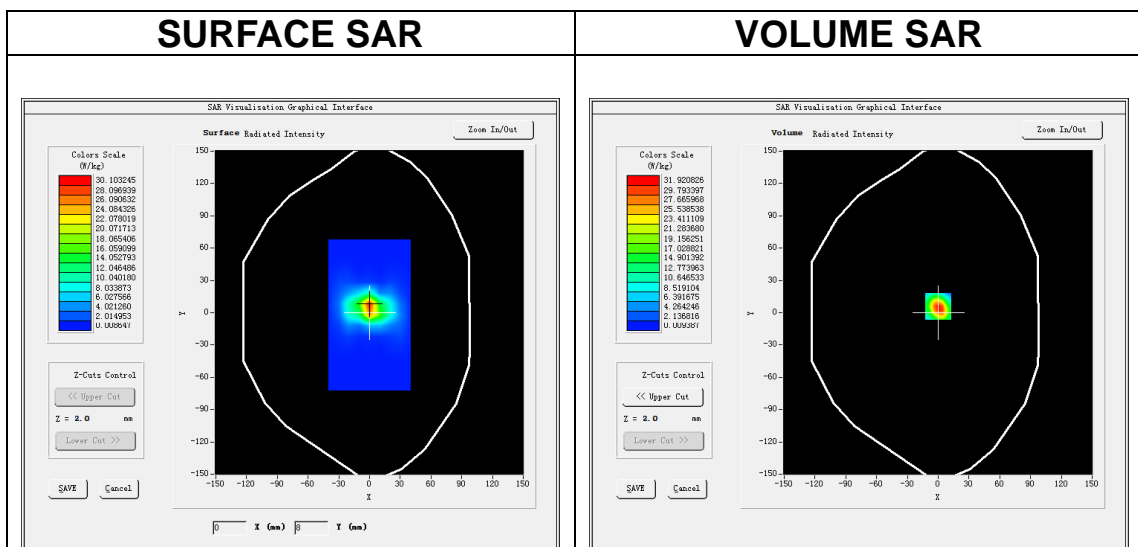 SURFACE SAR
VOLUME SAR
SAR Visualisation Graphical Interface
Surface Radiated Intensity
Zoom In/Out
Colors Scale
(W/kg)
30.103245
28.096939
26.090632
24.084326
22.078019
20.071713
18.065406
16.059099
14.052793
12.046486
10.040180
8.033873
6.027566
4.021260
2.014953
0.008647
Z-Cuts Control
<< Upper Cut
Z = 2.0 mm
Lower Cut >>
SAVE
Cancel
150
120
90
60
30
0
-30
-60
-90
-120
-150
Y
-150 -120 -90 -60 -30 0 30 60 90 120 150
X
0 X (mm) 8 Y (mm)
SAR Visualisation Graphical Interface
Volume Radiated Intensity
Zoom In/Out
Colors Scale
(W/kg)
31.920826
29.793397
27.665968
25.538538
23.411109
21.283680
19.156251
17.028821
14.901392
12.773963
10.646533
8.519104
6.391675
4.264246
2.136816
0.009387
Z-Cuts Control
<< Upper Cut
Z = 2.0 mm
Lower Cut >>
SAVE
Cancel
150
120
90
60
30
0
-30
-60
-90
-120
-150
Y
-150 -120 -90 -60 -30 0 30 60 90 120 150
X